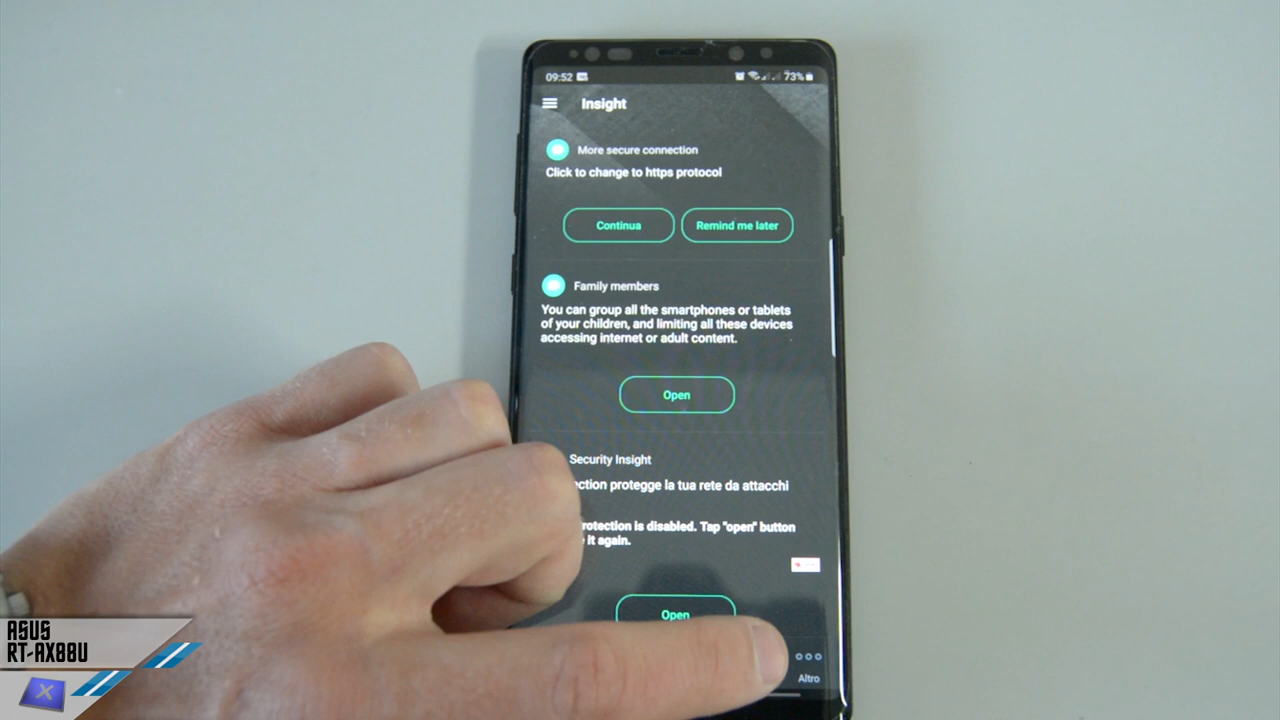 09:52
73%
Insight
More secure connection
Click to change to https protocol
Continua
Remind me later
Family members
You can group all the smartphones or tablets
of your children, and limiting all these devices
accessing internet or adult content.
Open
Security Insight
ection protegge la tua rete da attacchi
rotection is disabled. Tap "open" button
it again.
Open
Altro
ASUS
RT-AX88U